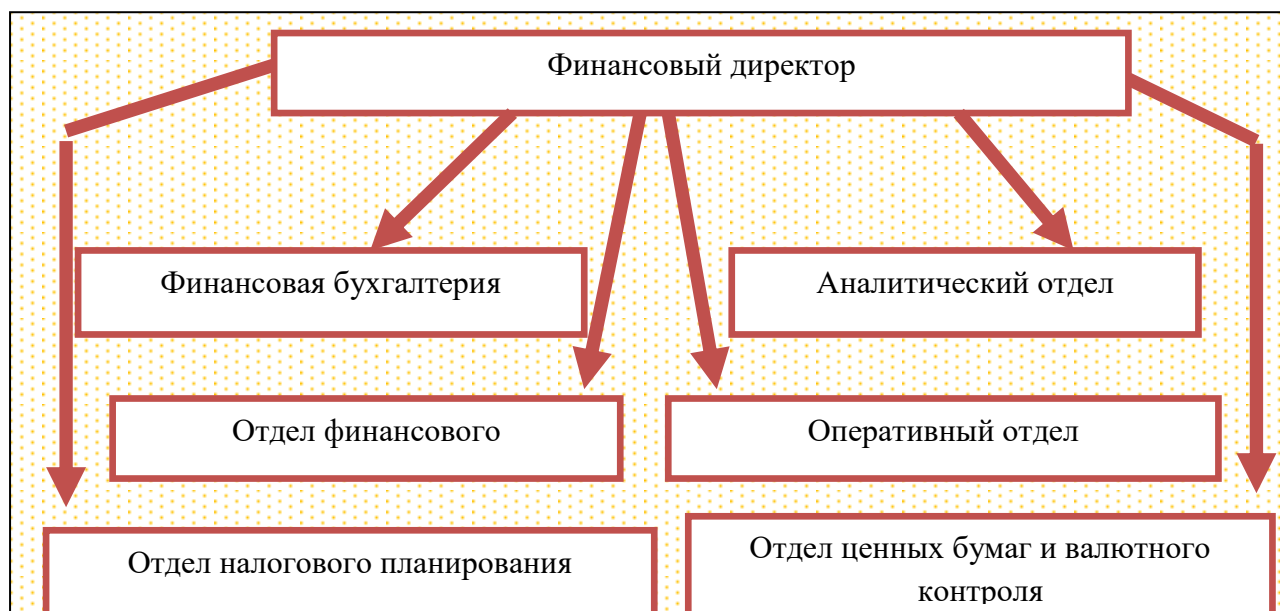 Финансовый директор
Финансовая бухгалтерия
Аналитический отдел
Отдел финансового
Оперативный отдел
Отдел налогового планирования
Отдел ценных бумаг и валютного
контроля